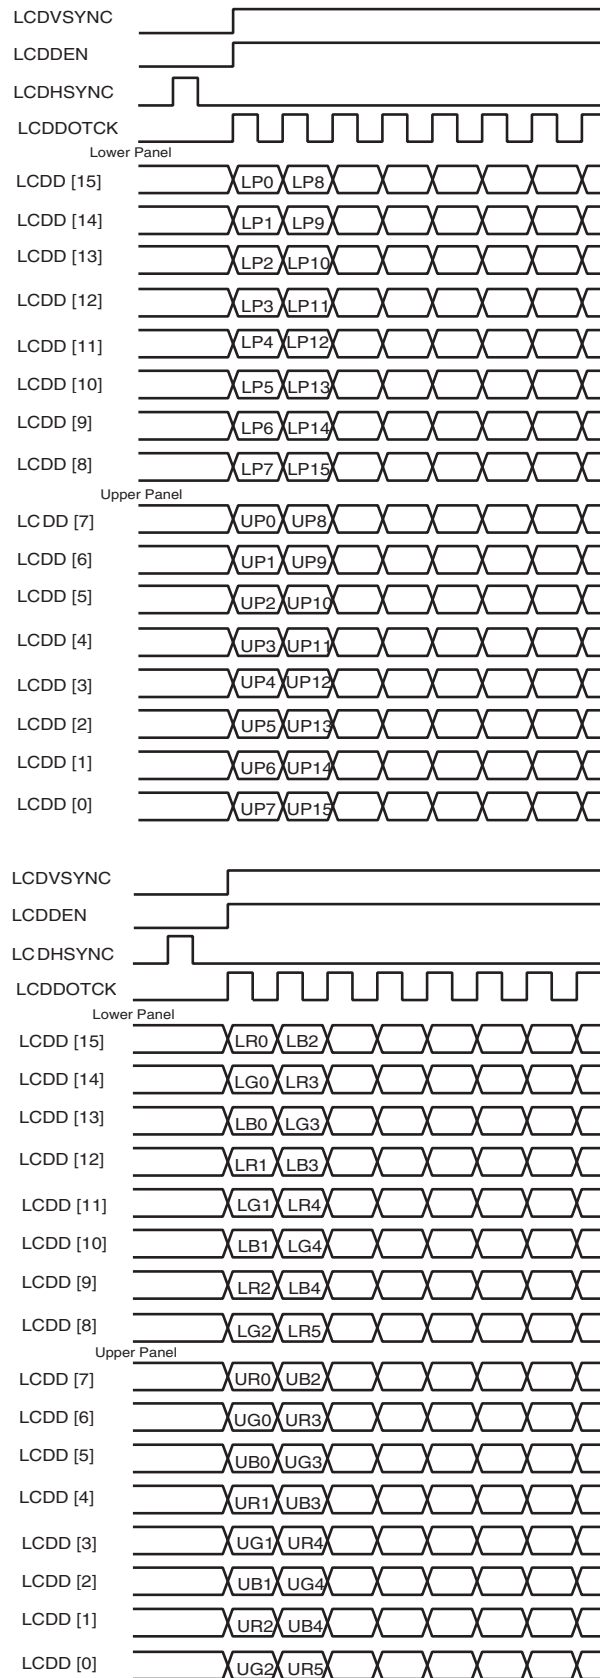 LCDVSYNC
LCDDEN
LCDHSYNC
LCDDOTCK
Lower Panel
LCDD [15] LP0 LP8
LCDD [14] LP1 LP9
LCDD [13] LP2 LP10
LCDD [12] LP3 LP11
LCDD [11] LP4 LP12
LCDD [10] LP5 LP13
LCDD [9] LP6 LP14
LCDD [8] LP7 LP15
Upper Panel
LCDD [7] UP0 UP8
LCDD [6] UP1 UP9
LCDD [5] UP2 UP10
LCDD [4] UP3 UP11
LCDD [3] UP4 UP12
LCDD [2] UP5 UP13
LCDD [1] UP6 UP14
LCDD [0] UP7 UP15
LCDVSYNC
LCDDEN
LCDHSYNC
LCDDOTCK
Lower Panel
LCDD [15] LR0 LB2
LCDD [14] LG0 LR3
LCDD [13] LB0 LG3
LCDD [12] LR1 LB3
LCDD [11] LG1 LR4
LCDD [10] LB1 LG4
LCDD [9] LR2 LB4
LCDD [8] LG2 LR5
Upper Panel
LCDD [7] UR0 UB2
LCDD [6] UG0 UR3
LCDD [5] UB0 UG3
LCDD [4] UR1 UB3
LCDD [3] UG1 UR4
LCDD [2] UB1 UG4
LCDD [1] UR2 UB4
LCDD [0] UG2 UR5